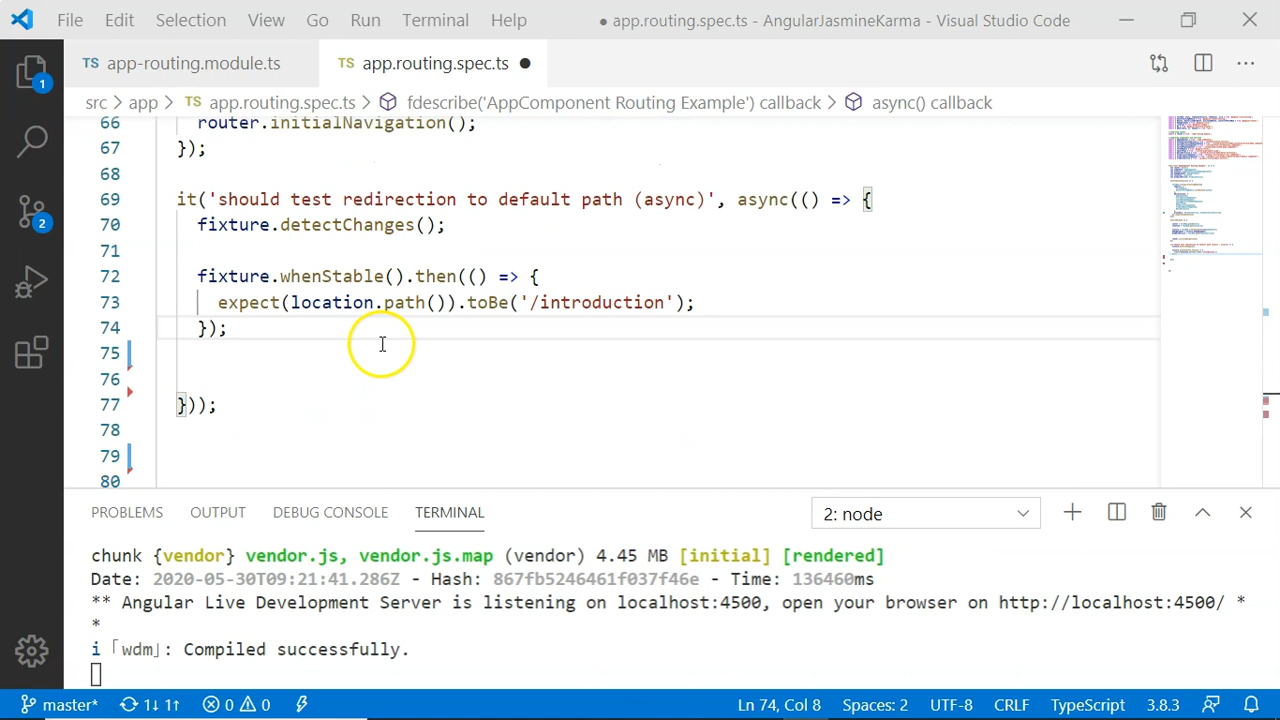 File Edit Selection View Go Run Terminal Help ● app.routing.spec.ts - AngularJasmineKarma - Visual Studio Code
TS app-routing.module.ts TS app.routing.spec.ts ●
src > app > TS app.routing.spec.ts > fdescribe('AppComponent Routing Example') callback > async() callback
66 router.initialNavigation();
67 });
68
69 it('should test redirction to default path (async)', async(() => {
70 fixture.detectChanges();
71
72 fixture.whenStable().then(() => {
73 expect(location.path()).toBe('/introduction');
74 });
75
76
77 }));
78
79
80
1
2
PROBLEMS OUTPUT DEBUG CONSOLE TERMINAL 2: node
chunk {vendor} vendor.js, vendor.js.map (vendor) 4.45 MB [initial] [rendered]
Date: 2020-05-30T09:21:41.286Z - Hash: 867fb5246461f037f46e - Time: 136460ms
** Angular Live Development Server is listening on localhost:4500, open your browser on http://localhost:4500/ *
*
i 「wdm」: Compiled successfully.
master* 1↓ 1↑ 0 0 Ln 74, Col 8 Spaces: 2 UTF-8 CRLF TypeScript 3.8.3